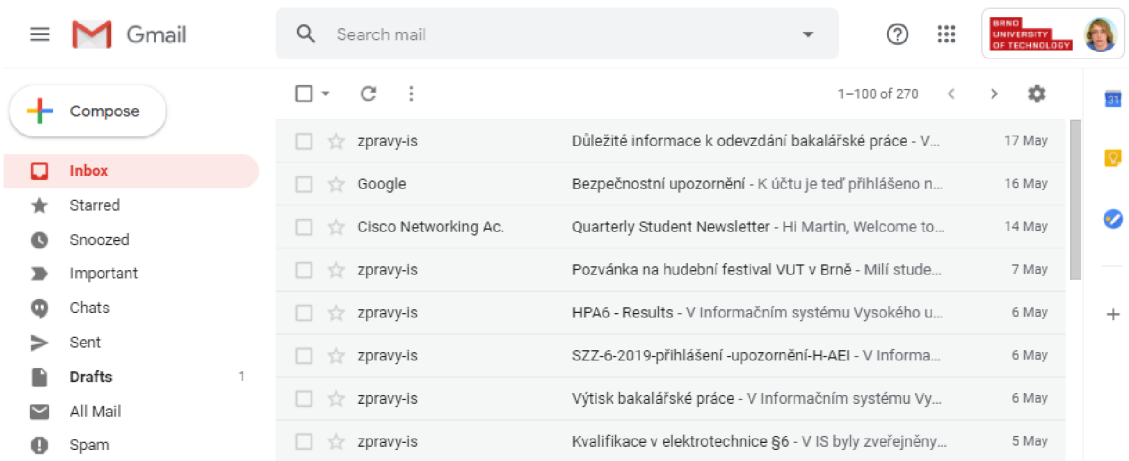 Gmail
Search mail
BRNO
UNIVERSITY
OF TECHNOLOGY
Compose
1–100 of 270
31
Inbox
Starred
Snoozed
Important
Chats
Sent
Drafts 1
All Mail
Spam
zpravy-is Důležité informace k odevzdání bakalářské práce - V... 17 May
Google Bezpečnostní upozornění - K účtu je teď přihlášeno n... 16 May
Cisco Networking Ac. Quarterly Student Newsletter - Hi Martin, Welcome to... 14 May
zpravy-is Pozvánka na hudební festival VUT v Brně - Milí stude... 7 May
zpravy-is HPA6 - Results - V Informačním systému Vysokého u... 6 May
zpravy-is SZZ-6-2019-přihlášení -upozornění-H-AEI - V Informa... 6 May
zpravy-is Výtisk bakalářské práce - V Informačním systému Vy... 6 May
zpravy-is Kvalifikace v elektrotechnice §6 - V IS byly zveřejněny... 5 May